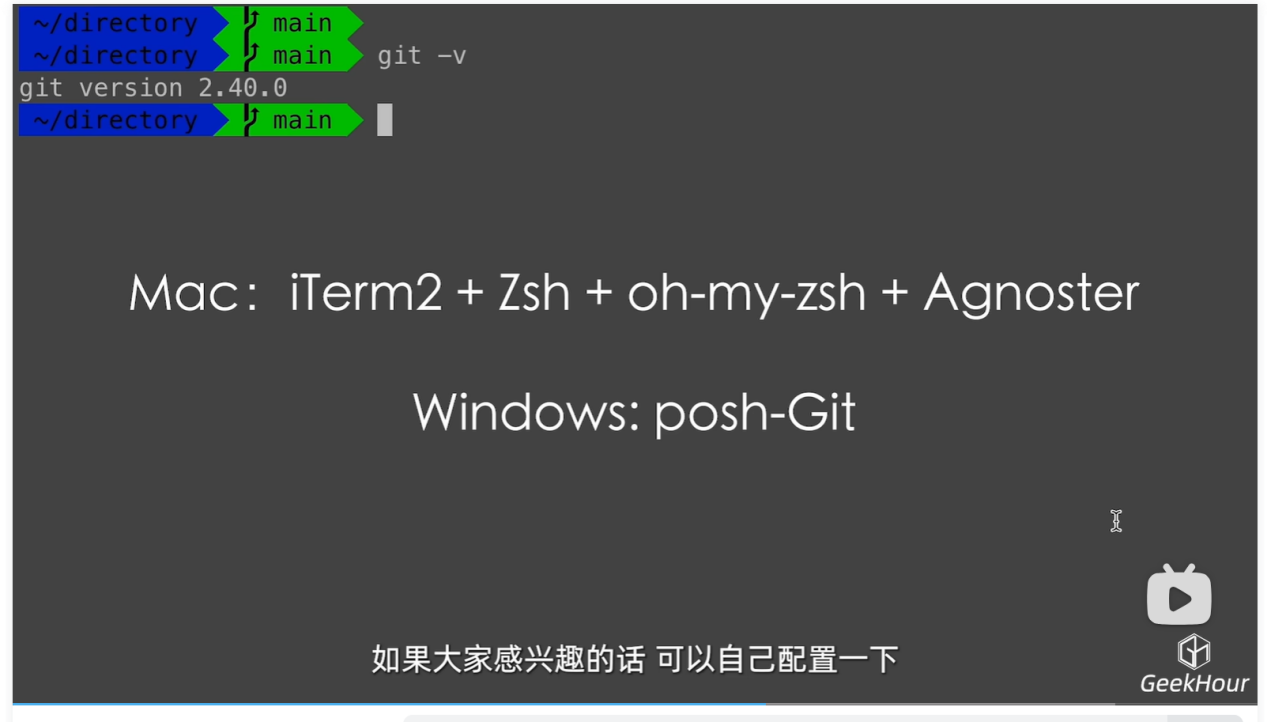 ~/directory main
~/directory main git -v
git version 2.40.0
~/directory main
Mac：iTerm2 + Zsh + oh-my-zsh + Agnoster
Windows: posh-Git
如果大家感兴趣的话 可以自己配置一下
GeekHour